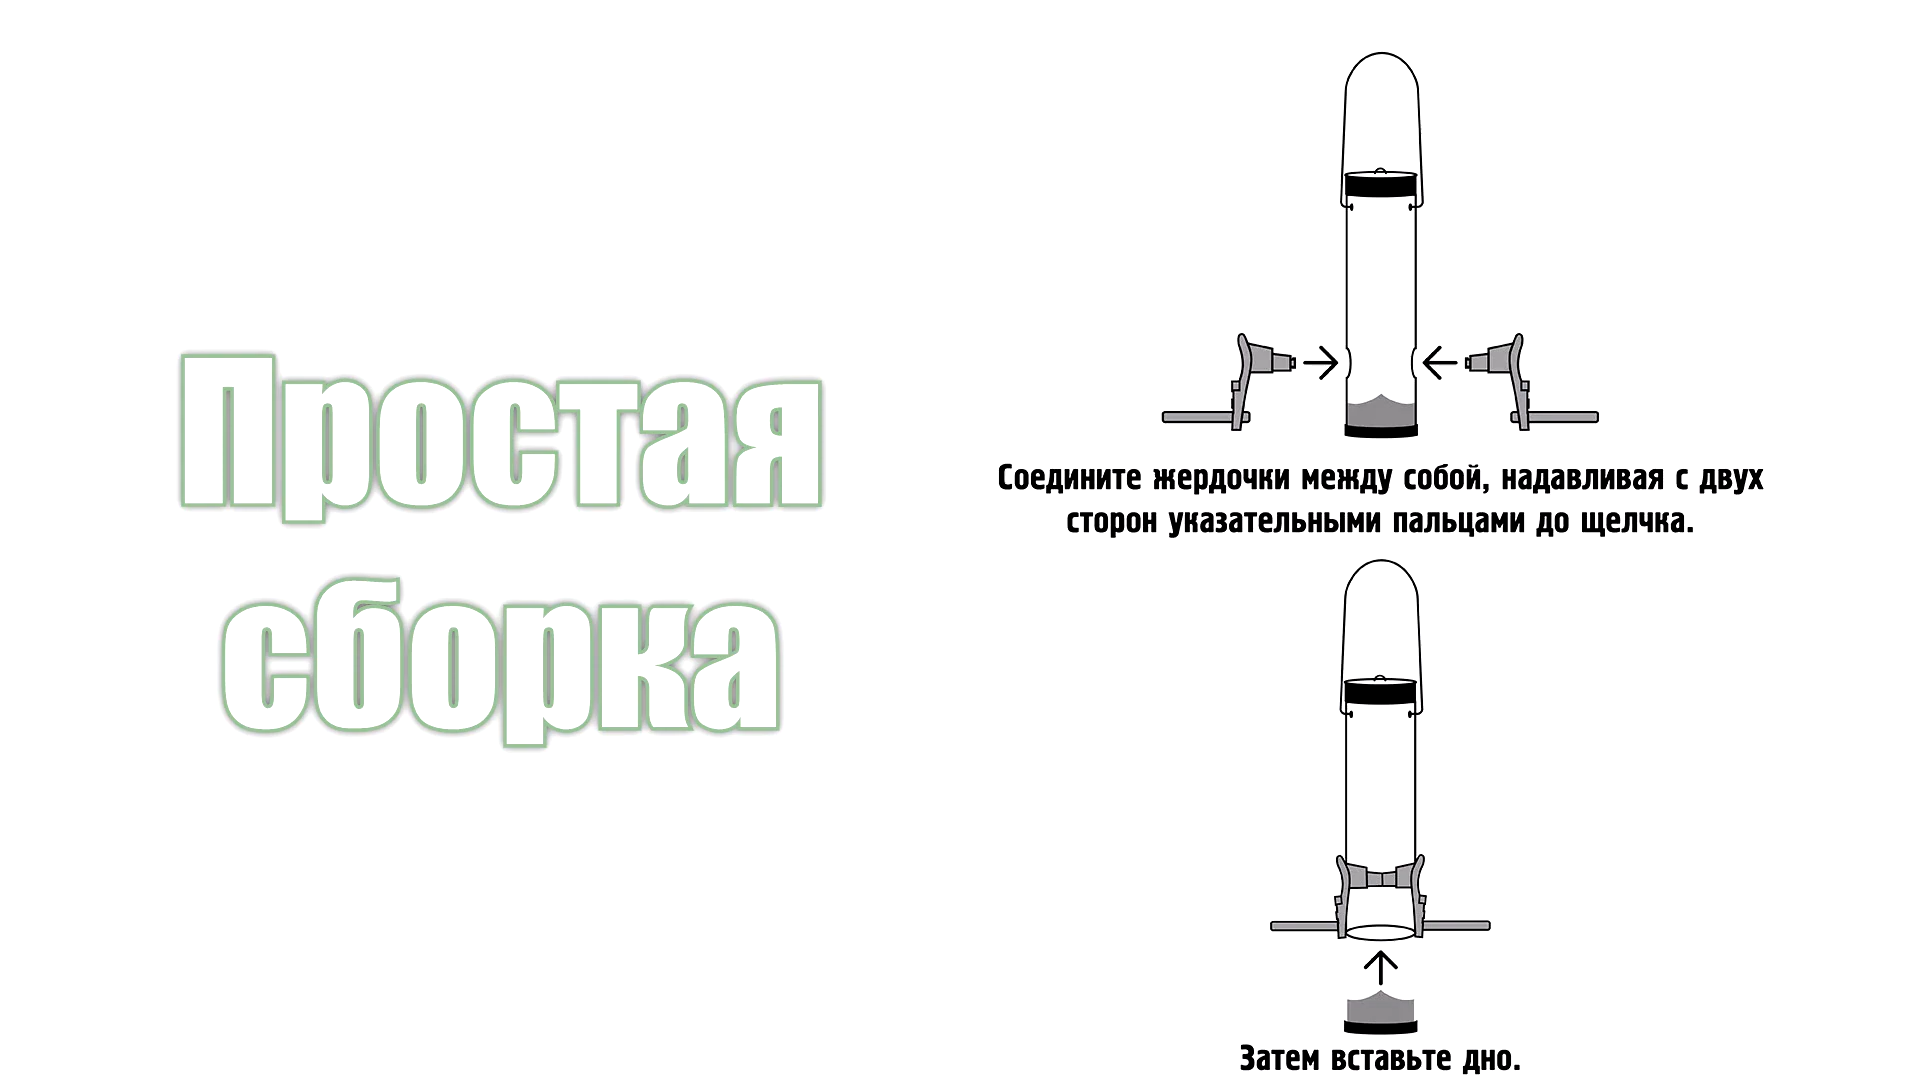 Простая
сборка
Соедините жердочки между собой, надавливая с двух
сторон указательными пальцами до щелчка.
Затем вставьте дно.